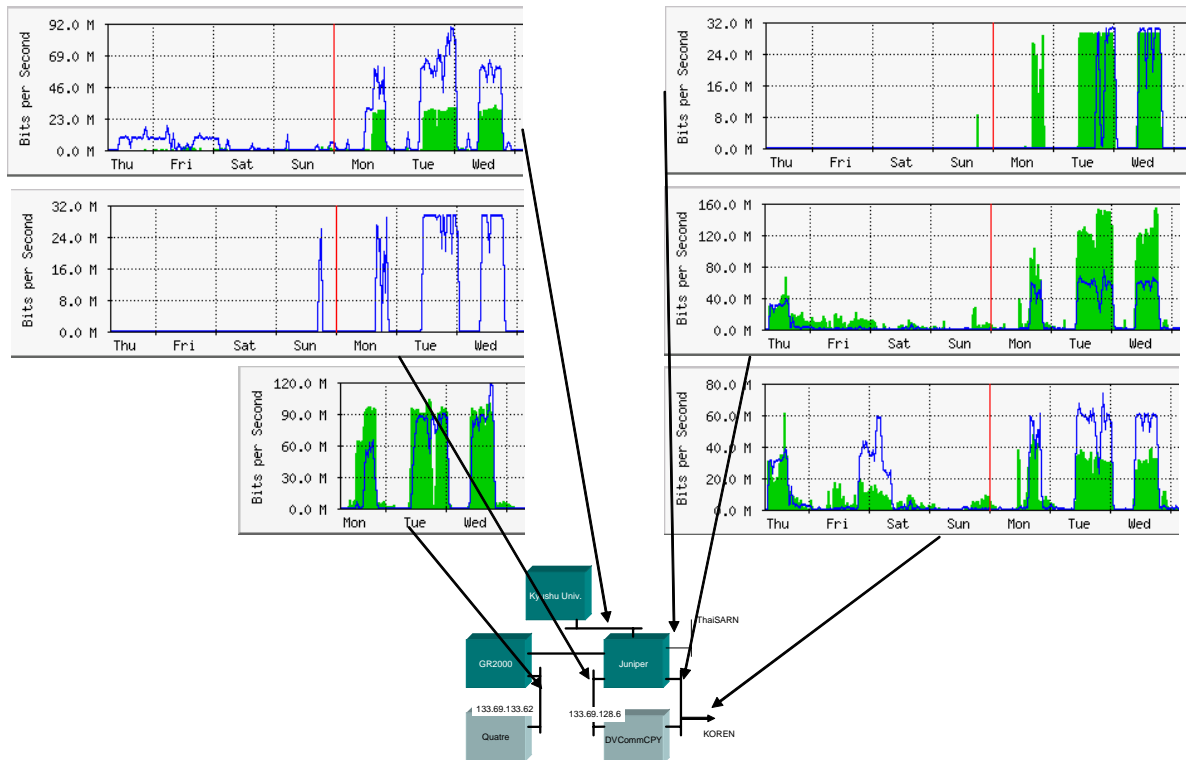 Bits per Second
92.0 M
69.0 M
46.0 M
23.0 M
0.0 M
Thu Fri Sat Sun Mon Tue Wed
Bits per Second
32.0 M
24.0 M
16.0 M
8.0 M
0.0 M
Thu Fri Sat Sun Mon Tue Wed
Bits per Second
32.0 M
24.0 M
16.0 M
8.0 M
0.0 M
Thu Fri Sat Sun Mon Tue Wed
Bits per Second
160.0 M
120.0 M
80.0 M
40.0 M
0.0 M
Thu Fri Sat Sun Mon Tue Wed
Bits per Second
120.0 M
90.0 M
60.0 M
30.0 M
0.0 M
Mon Tue Wed
Bits per Second
80.0 M
60.0 M
40.0 M
20.0 M
0.0 M
Thu Fri Sat Sun Mon Tue Wed
Kyushu Univ.
ThaiSARN
GR2000
Juniper
133.69.133.62
133.69.128.6
Quatre
DVCommCPY
KOREN